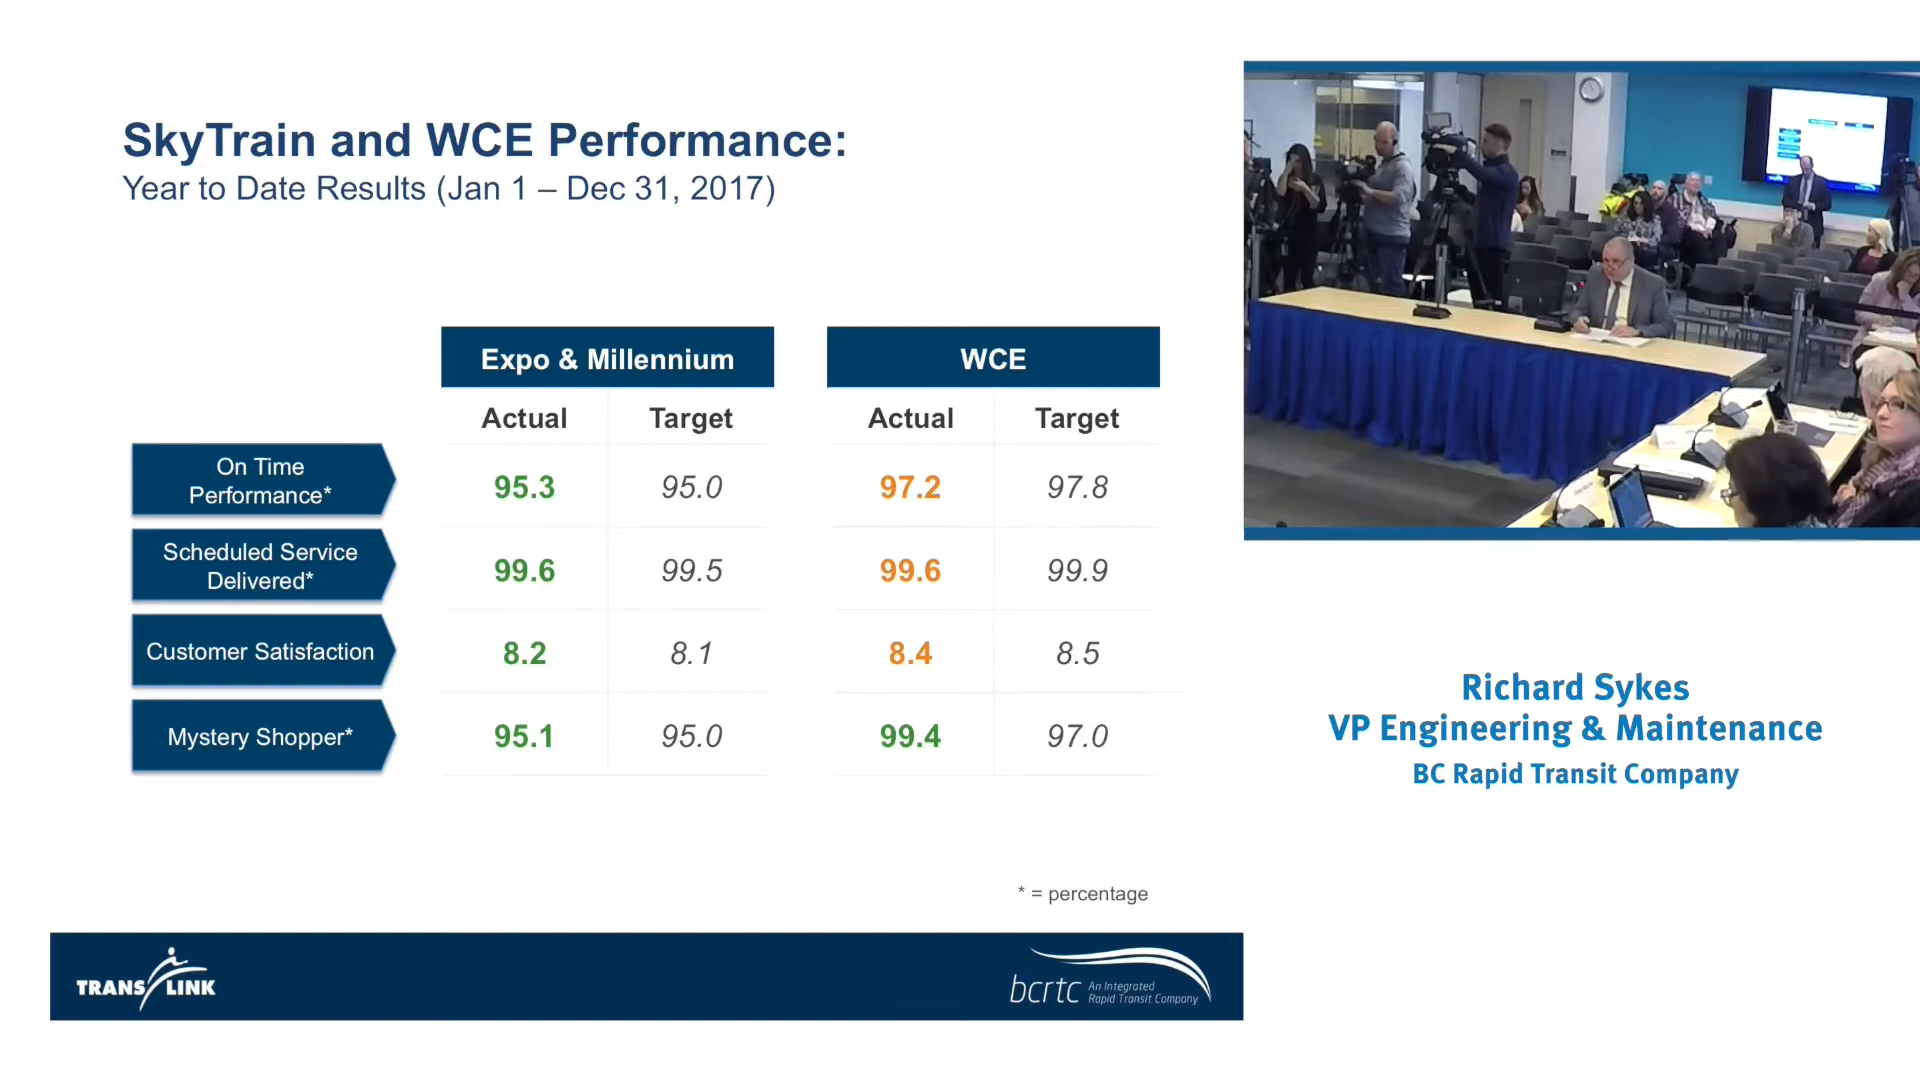 SkyTrain and WCE Performance:
Year to Date Results (Jan 1 – Dec 31, 2017)
Expo & Millennium
WCE
Actual
Target
Actual
Target
On Time
Performance*
95.3
95.0
97.2
97.8
Scheduled Service
Delivered*
99.6
99.5
99.6
99.9
Customer Satisfaction
8.2
8.1
8.4
8.5
Mystery Shopper*
95.1
95.0
99.4
97.0
* = percentage
TRANS LINK
bcrtc
An Integrated
Rapid Transit Company
Richard Sykes
VP Engineering & Maintenance
BC Rapid Transit Company